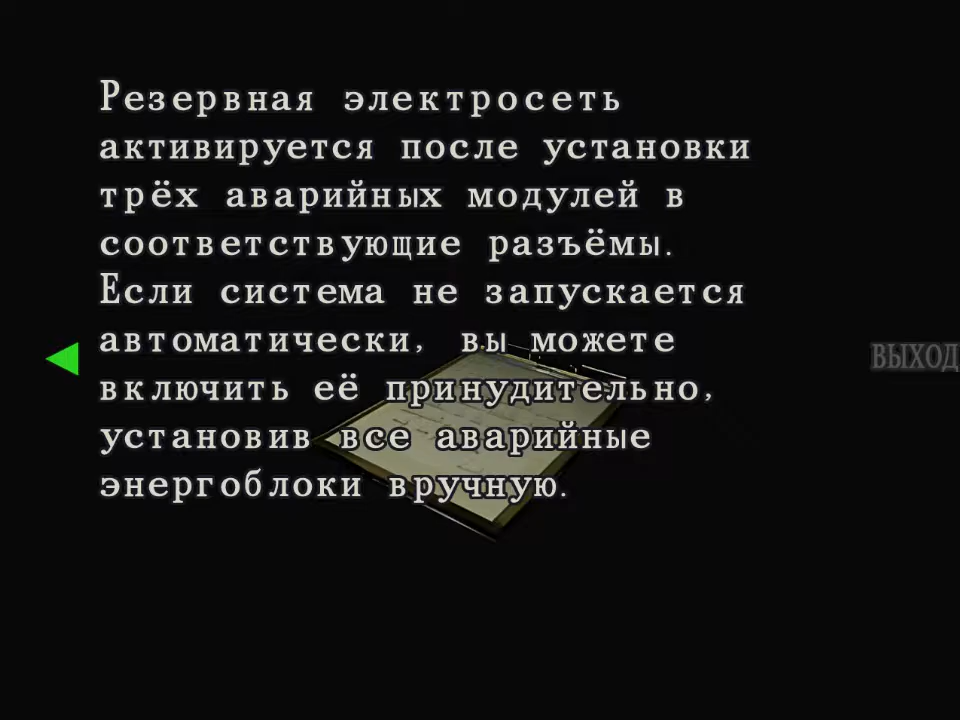 Резервная электросеть
активируется после установки
трёх аварийных модулей в
соответствующие разъёмы.
Если система не запускается
автоматически, вы можете
включить её принудительно,
установив все аварийные
энергоблоки вручную.
ВЫХОД